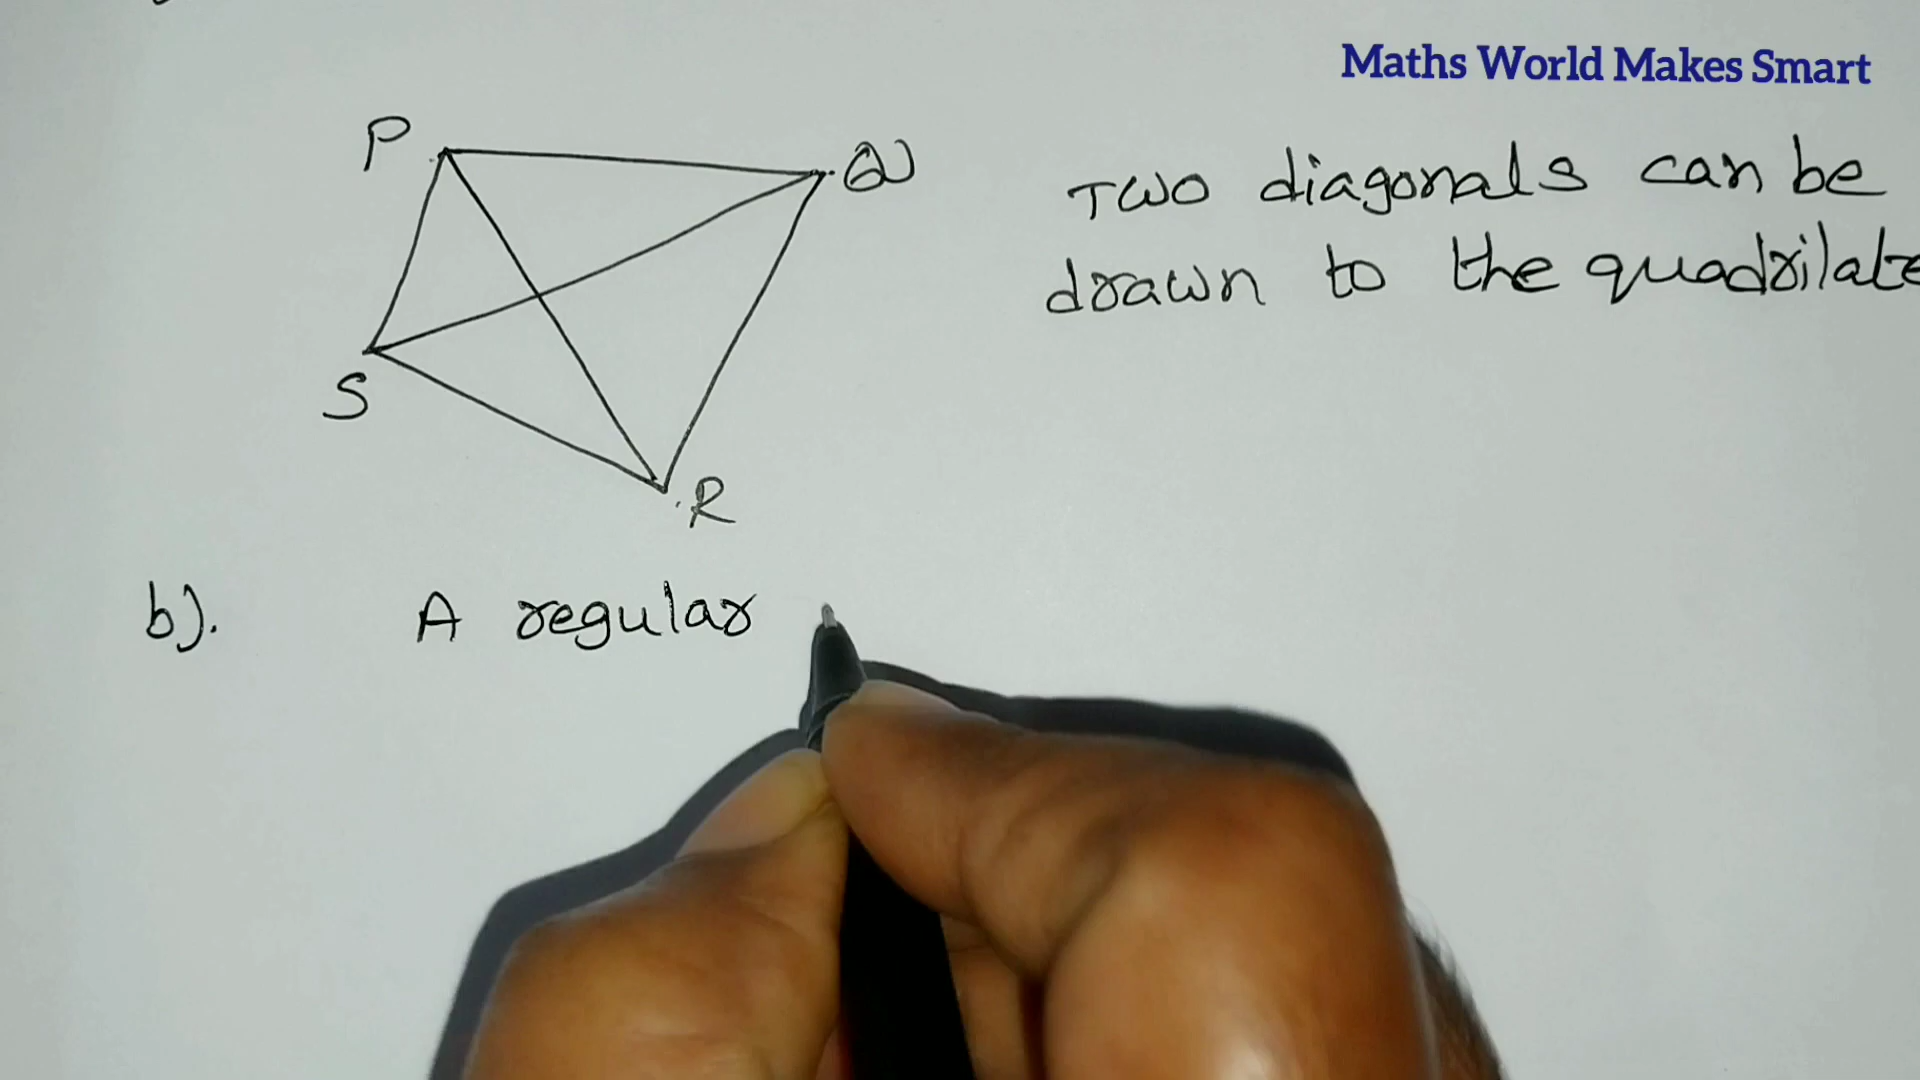 Maths World Makes Smart
P
Q
Two diagonals can be
drawn to the quadrilate
S
R
b). A regular